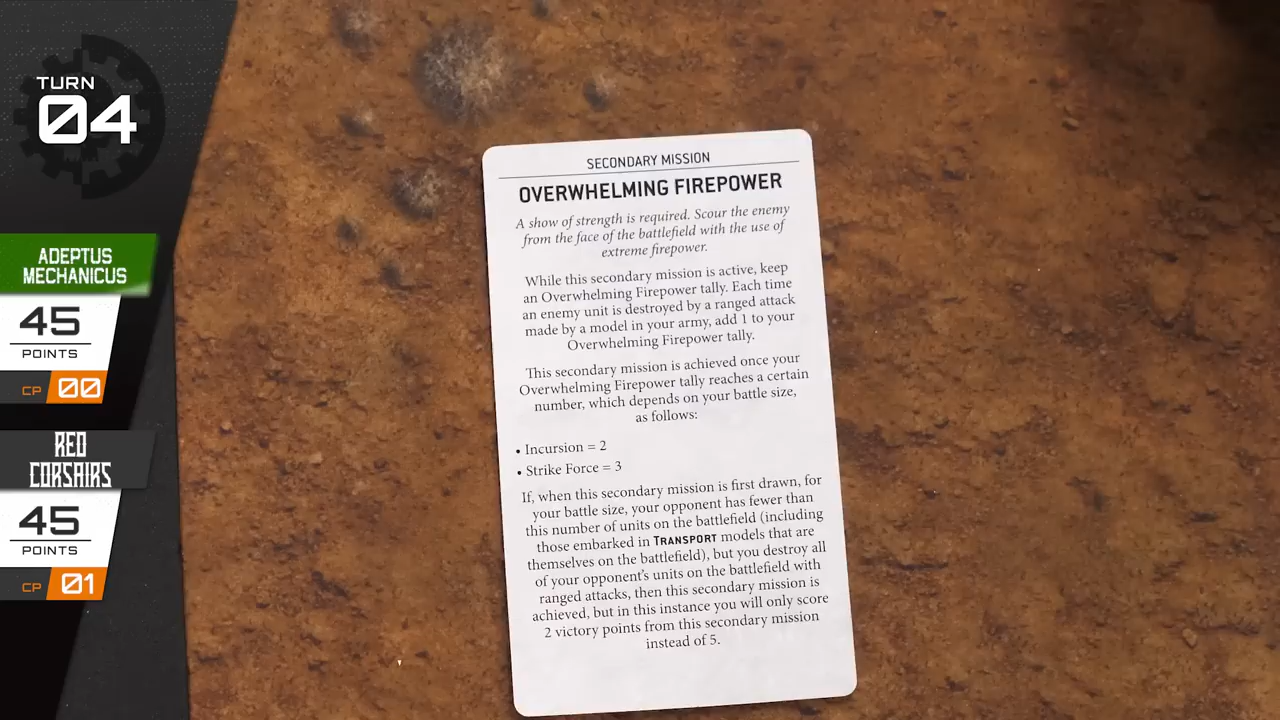 TURN
04
ADEPTUS
MECHANICUS
45
POINTS
CP 00
RED
CORSAIRS
45
POINTS
CP 01
SECONDARY MISSION
OVERWHELMING FIREPOWER
A show of strength is required. Scour the enemy
from the face of the battlefield with the use of
extreme firepower.
While this secondary mission is active, keep
an Overwhelming Firepower tally. Each time
an enemy unit is destroyed by a ranged attack
made by a model in your army, add 1 to your
Overwhelming Firepower tally.
This secondary mission is achieved once your
Overwhelming Firepower tally reaches a certain
number, which depends on your battle size,
as follows:
• Incursion = 2
• Strike Force = 3
If, when this secondary mission is first drawn, for
your battle size, your opponent has fewer than
this number of units on the battlefield (including
those embarked in TRANSPORT models that are
themselves on the battlefield), but you destroy all
of your opponent's units on the battlefield with
ranged attacks, then this secondary mission is
achieved, but in this instance you will only score
2 victory points from this secondary mission
instead of 5.